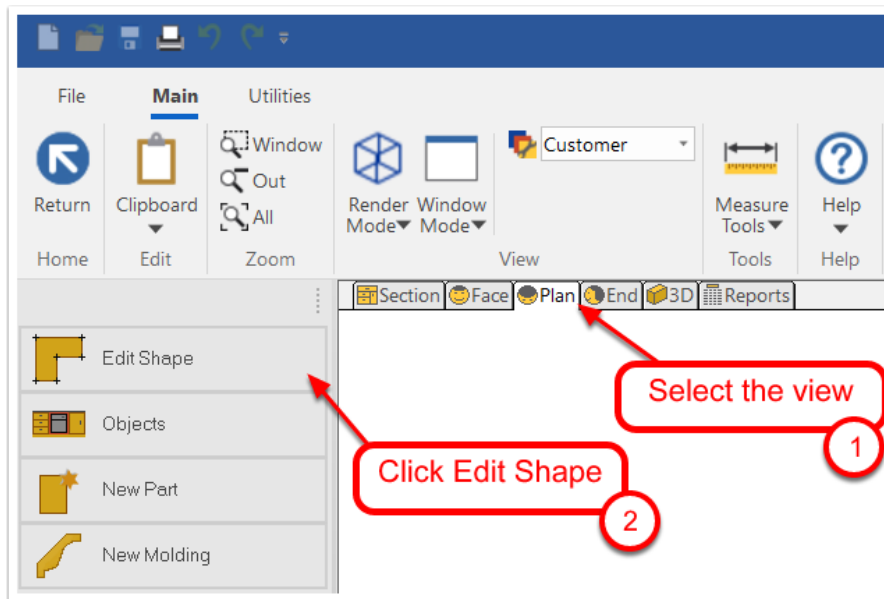 File Main Utilities
Window
Out
All
Customer
Return
Clipboard
Render Mode
Window Mode
Measure Tools
Help
Home Edit Zoom View Tools Help
Section Face Plan End 3D Reports
Edit Shape
Objects
New Part
New Molding
Select the view
1
Click Edit Shape
2